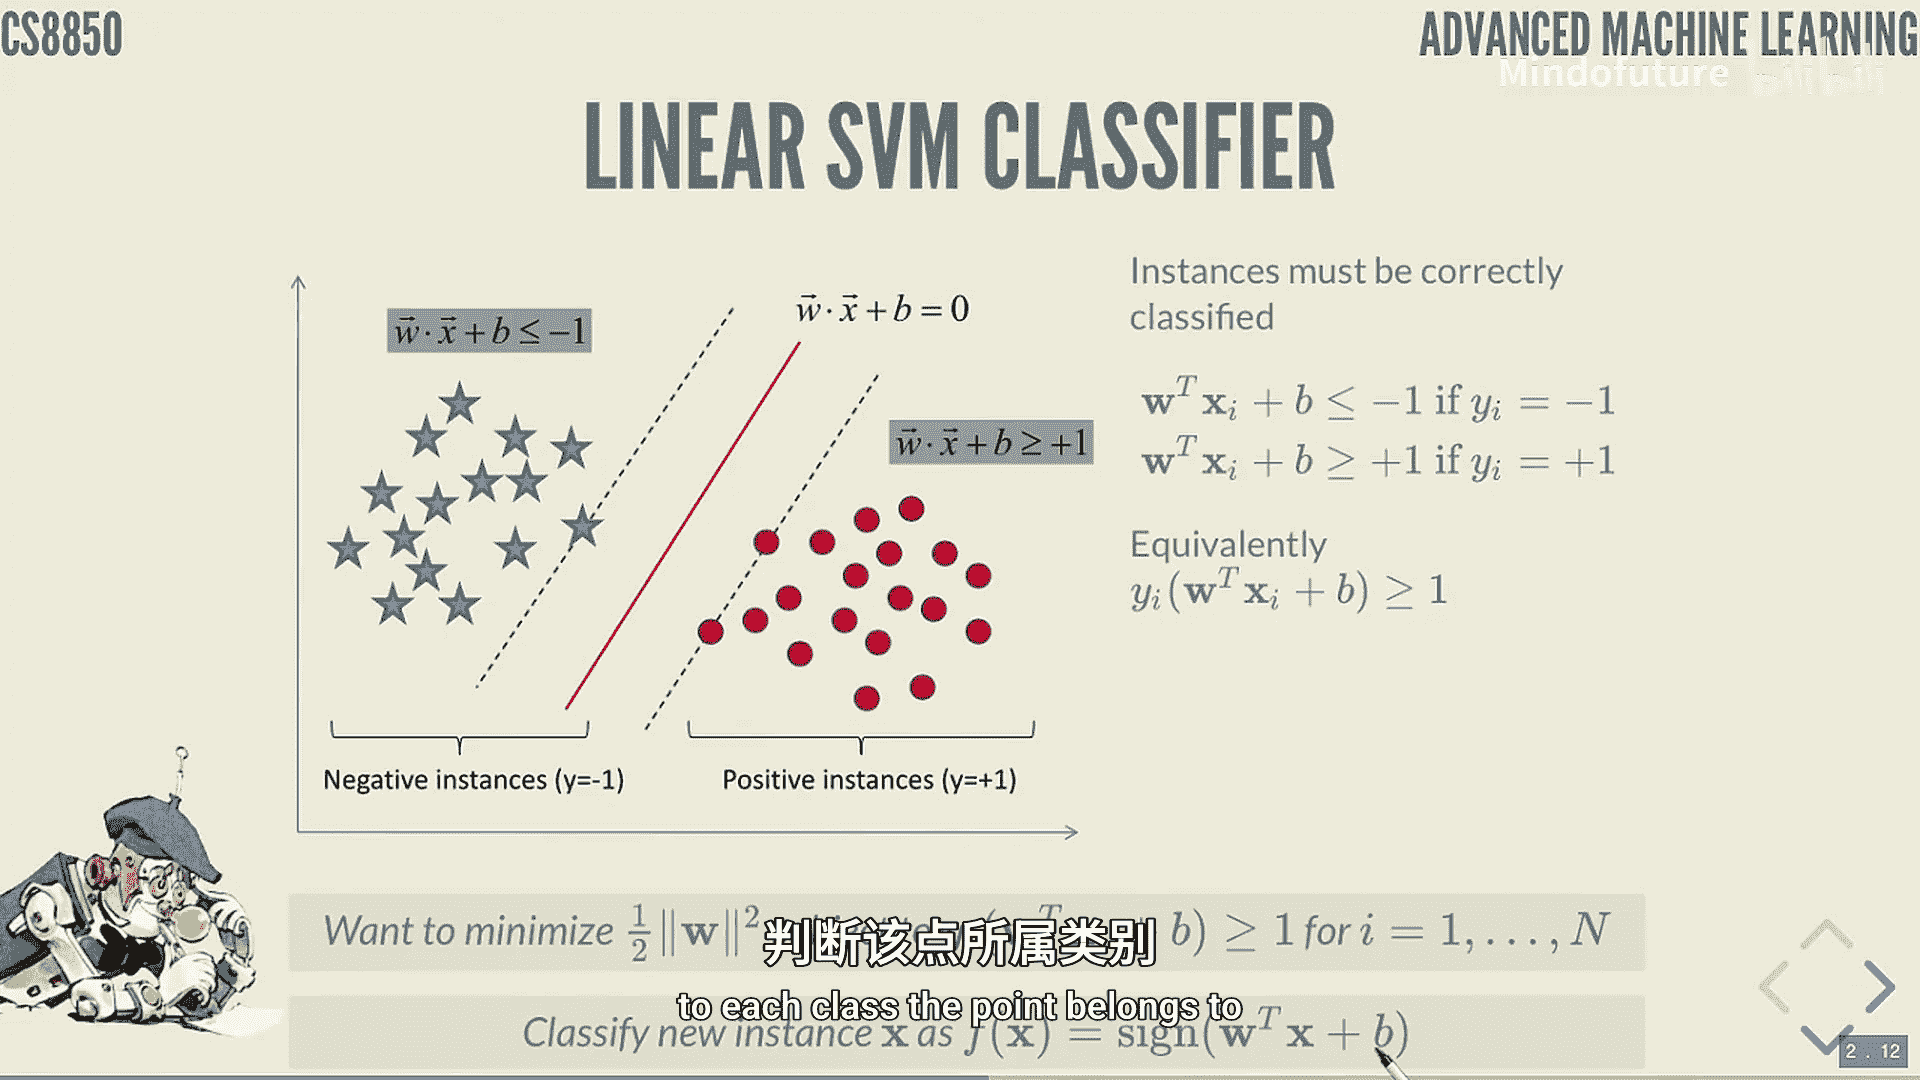 CS8850
ADVANCED MACHINE LEARNING
Mindofuture
LINEAR SVM CLASSIFIER
w⃗·x⃗+b≤−1
w⃗·x⃗+b=0
w⃗·x⃗+b≥+1
Negative instances (y=-1)
Positive instances (y=+1)
Instances must be correctly
classified
wᵀxᵢ + b ≤ −1 if yᵢ = −1
wᵀxᵢ + b ≥ +1 if yᵢ = +1
Equivalently
yᵢ(wᵀxᵢ + b) ≥ 1
Want to minimize ½||w||² b) ≥ 1 for i = 1, . . . , N
判断该点所属类别
to each class the point belongs to
Classify new instance x as f(x) = sign(wᵀx + b)
2 . 12